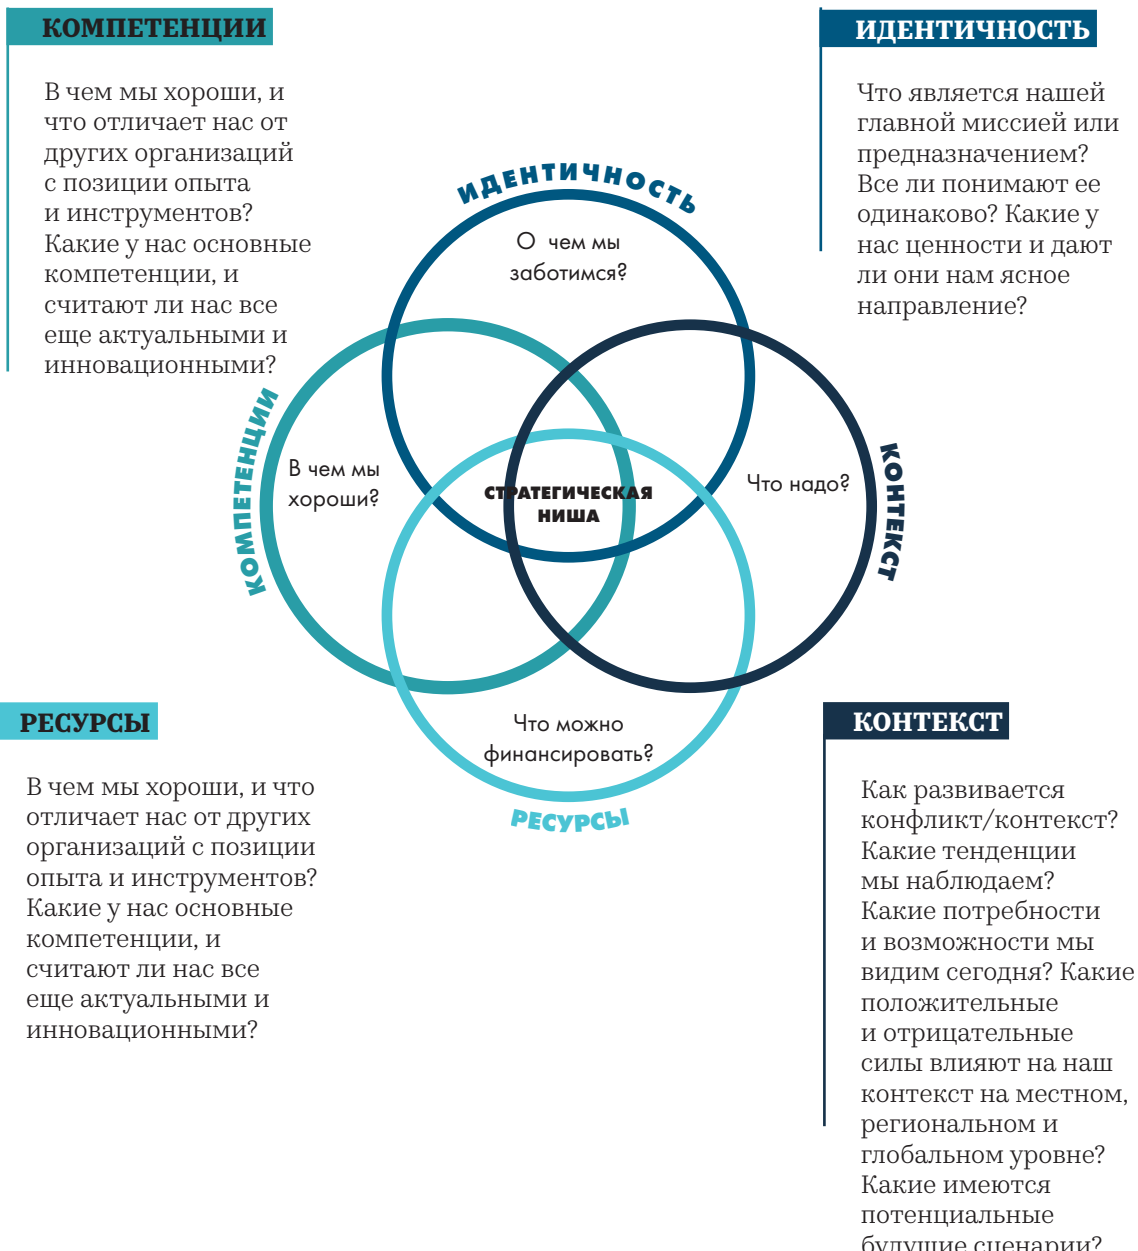 КОМПЕТЕНЦИИ
В чем мы хороши, и
что отличает нас от
других организаций
с позиции опыта
и инструментов?
Какие у нас основные
компетенции, и
считают ли нас все
еще актуальными и
инновационными?
ИДЕНТИЧНОСТЬ
Что является нашей
главной миссией или
предназначением?
Все ли понимают ее
одинаково? Какие у
нас ценности и дают
ли они нам ясное
направление?
ИДЕНТИЧНОСТЬ
О чем мы
заботимся?
КОМПЕТЕНЦИИ
В чем мы
хороши?
СТРАТЕГИЧЕСКАЯ
НИША
Что надо?
КОНТЕКСТ
Что можно
финансировать?
РЕСУРСЫ
РЕСУРСЫ
В чем мы хороши, и что
отличает нас от других
организаций с позиции
опыта и инструментов?
Какие у нас основные
компетенции, и
считают ли нас все
еще актуальными и
инновационными?
КОНТЕКСТ
Как развивается
конфликт/контекст?
Какие тенденции
мы наблюдаем?
Какие потребности
и возможности мы
видим сегодня? Какие
положительные
и отрицательные
силы влияют на наш
контекст на местном,
региональном и
глобальном уровне?
Какие имеются
потенциальные
будущие сценарии?